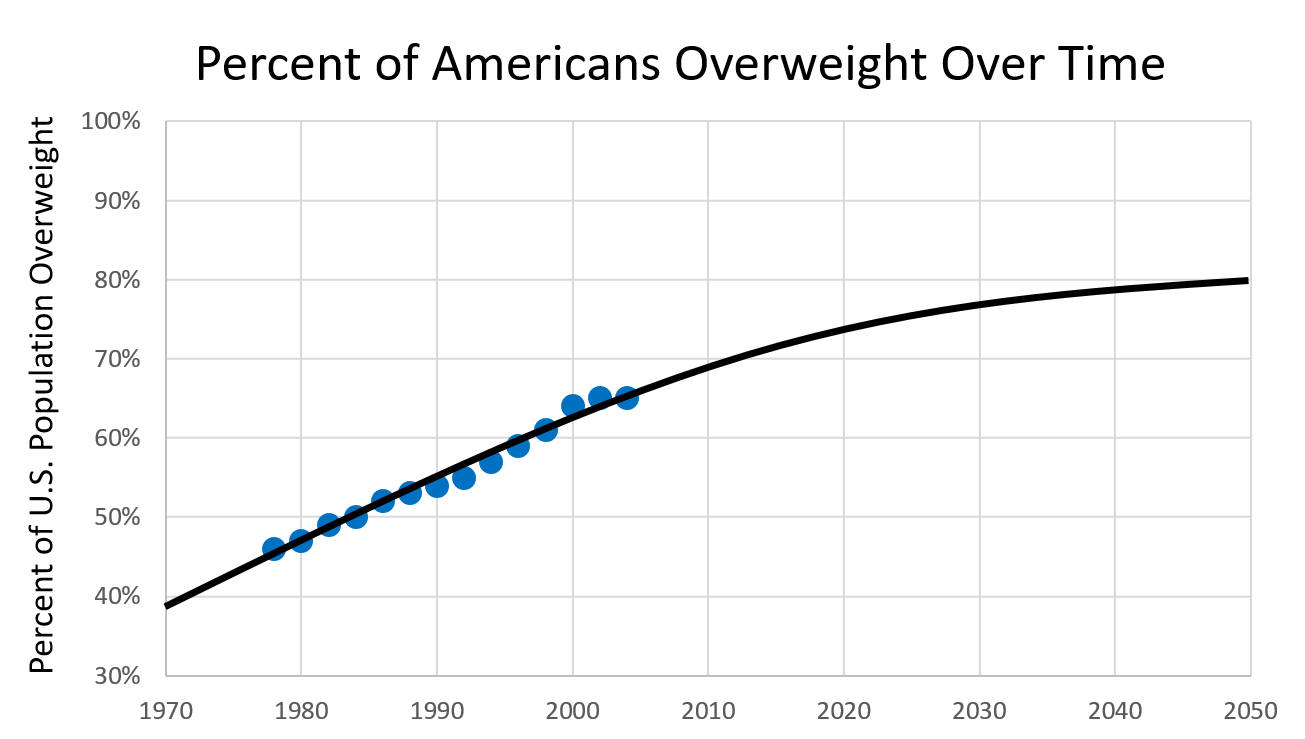 Percent of Americans Overweight Over Time
Percent of U.S. Population Overweight
100%
90%
80%
70%
60%
50%
40%
30%
1970 1980 1990 2000 2010 2020 2030 2040 2050